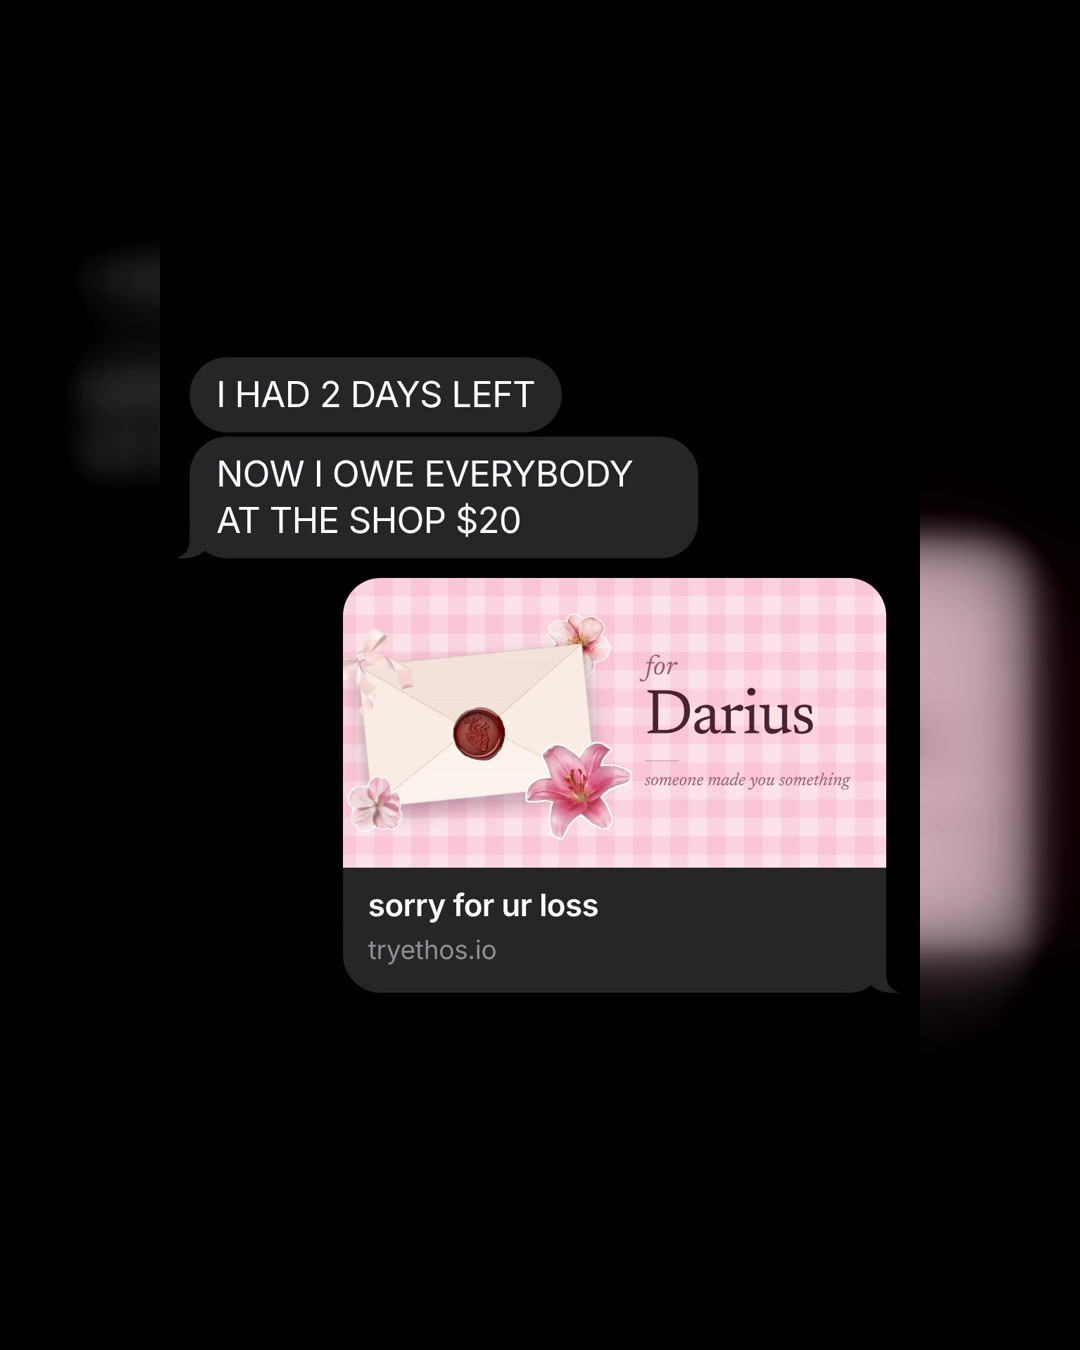 I HAD 2 DAYS LEFT
NOW I OWE EVERYBODY
AT THE SHOP $20
for
Darius
someone made you something
sorry for ur loss
tryethos.io